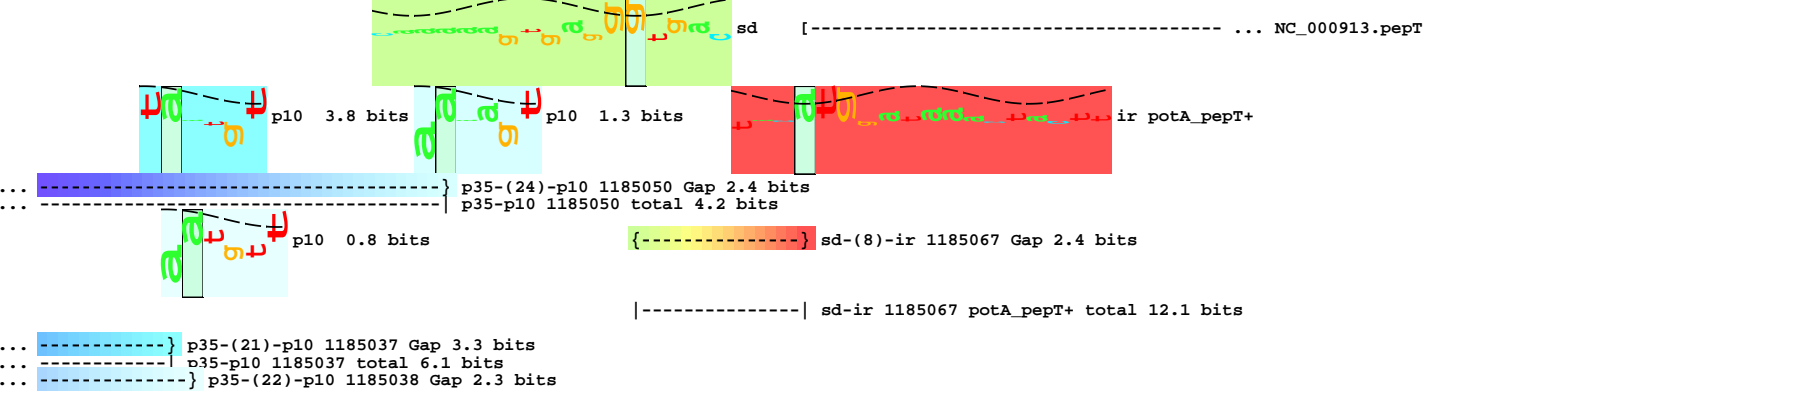 sd [---------------------------------- ... NC_000913.pepT
p10 3.8 bits
p10 1.3 bits
ir potA_pepT+
... ---------------------------------} p35-(24)-p10 1185050 Gap 2.4 bits
... ---------------------------------| p35-p10 1185050 total 4.2 bits
p10 0.8 bits
{-------------} sd-(8)-ir 1185067 Gap 2.4 bits
|-------------| sd-ir 1185067 potA_pepT+ total 12.1 bits
... ----------} p35-(21)-p10 1185037 Gap 3.3 bits
... ----------| p35-p10 1185037 total 6.1 bits
... ------------} p35-(22)-p10 1185038 Gap 2.3 bits